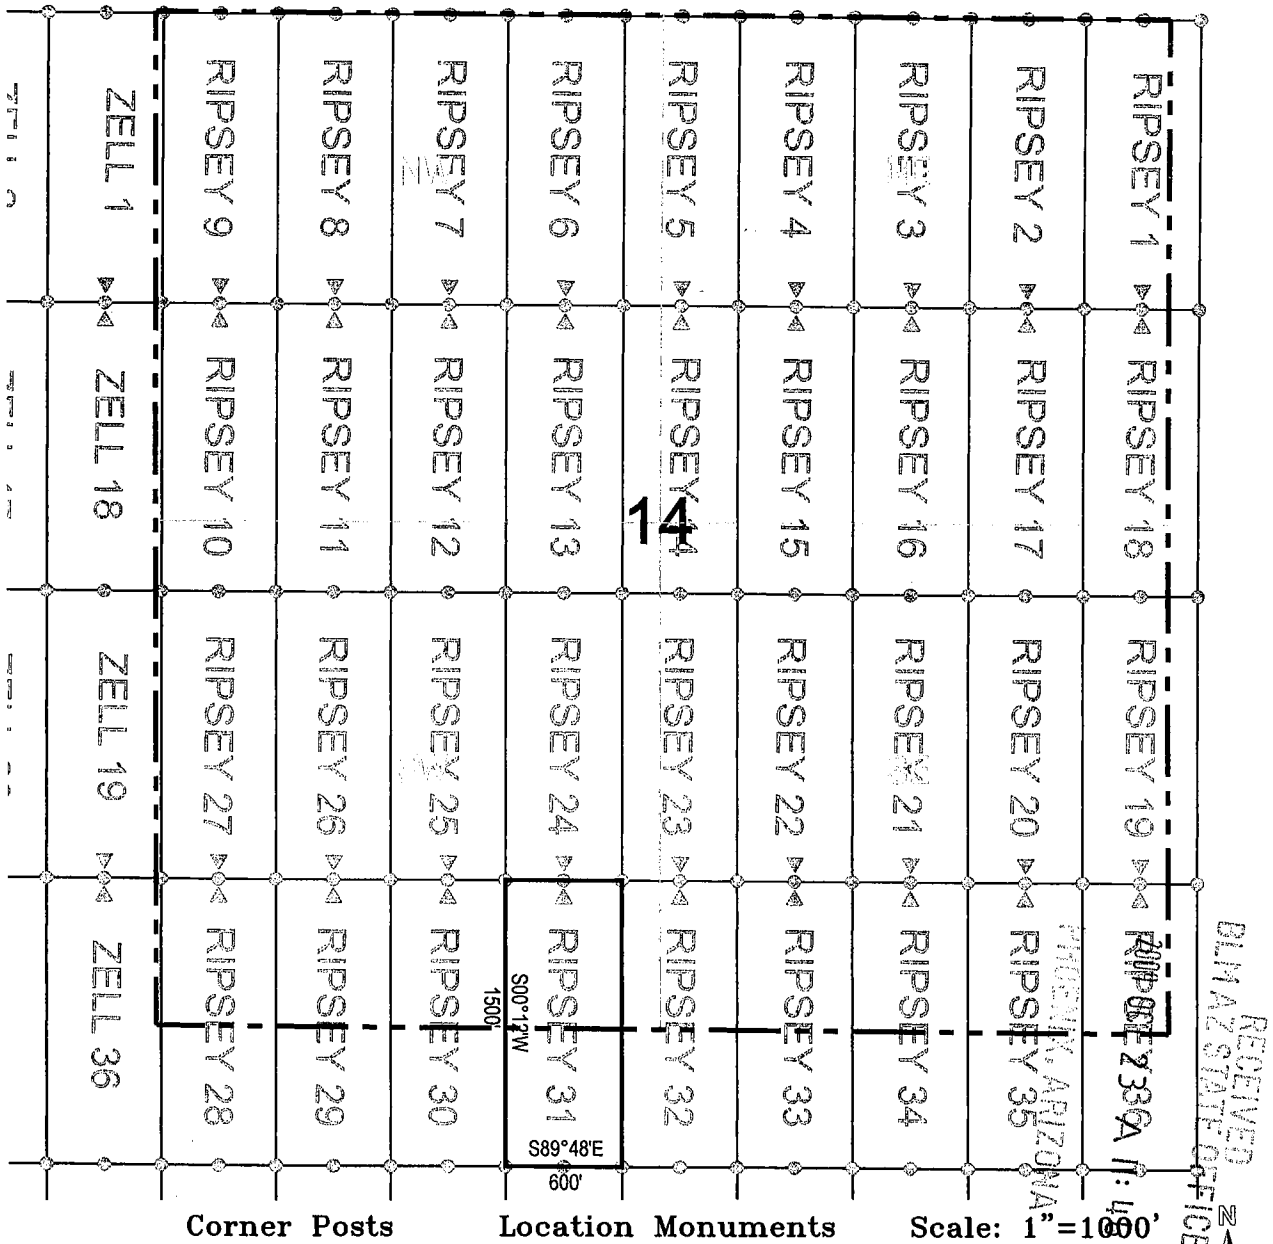 ZELL 1
RIPSEY 9
RIPSEY 8
RIPSEY 7
RIPSEY 6
RIPSEY 5
RIPSEY 4
RIPSEY 3
RIPSEY 2
RIPSEY 1
NW
ZELL 18
RIPSEY 10
RIPSEY 11
RIPSEY 12
RIPSEY 13
RIPSEY 14
RIPSEY 15
RIPSEY 16
RIPSEY 17
RIPSEY 18
14
ZELL 19
RIPSEY 27
RIPSEY 26
RIPSEY 25
RIPSEY 24
RIPSEY 23
RIPSEY 22
RIPSEY 21
RIPSEY 20
RIPSEY 19
ZELL 36
RIPSEY 28
RIPSEY 29
RIPSEY 30
RIPSEY 31
RIPSEY 32
RIPSEY 33
RIPSEY 34
RIPSEY 35
RIPSEY 36
S00°12'W
1500'
S89°48'E
600'
RECEIVED
BLM AZ STATE OFFICE
PHOENIX, ARIZONA
N
Corner Posts
Location Monuments
Scale: 1"=1000'